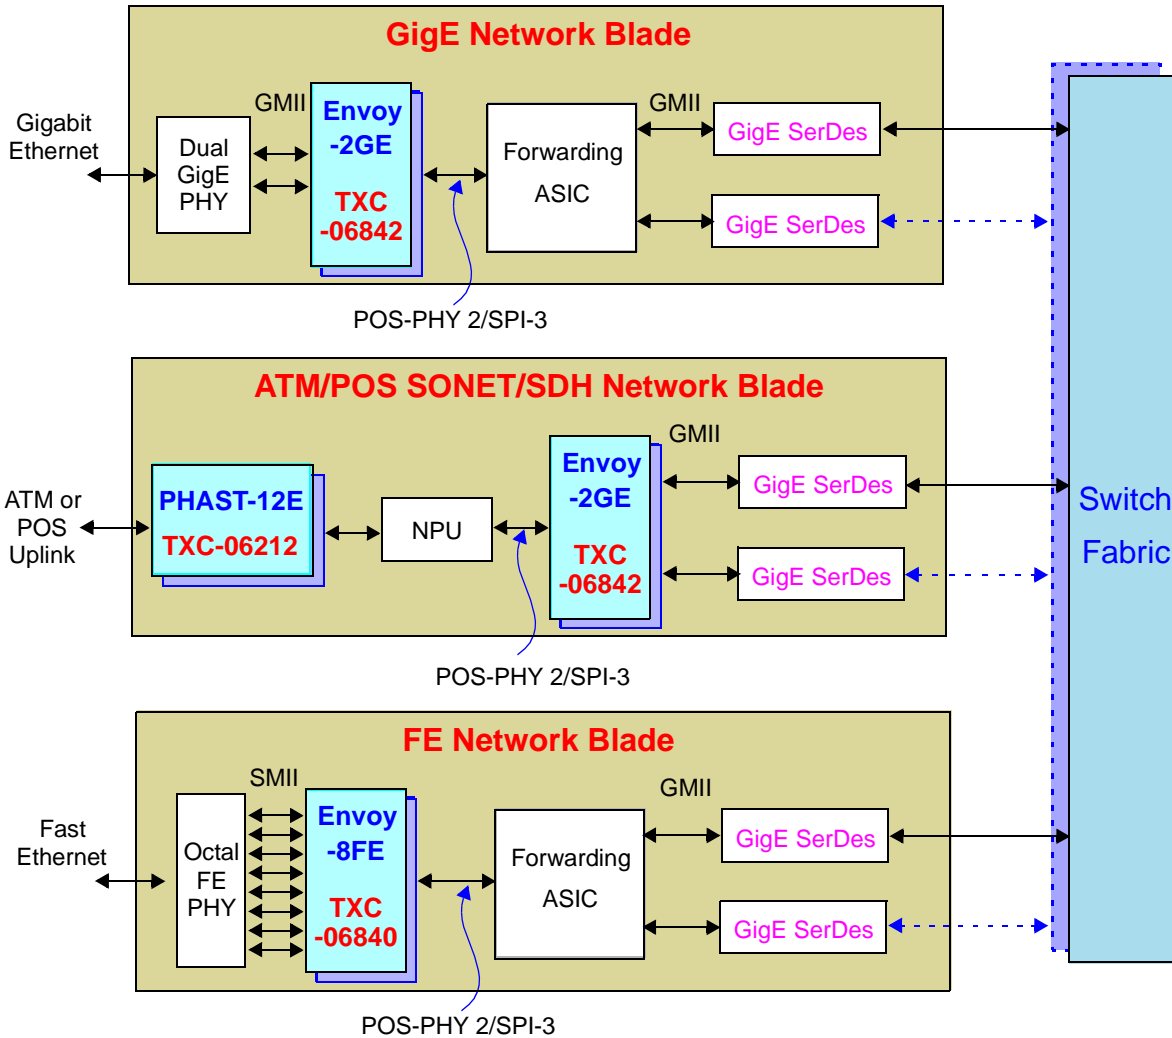 GigE Network Blade
Gigabit
Ethernet
Dual
GigE
PHY
GMII
Envoy
-2GE
TXC
-06842
Forwarding
ASIC
GMII
GigE SerDes
GigE SerDes
POS-PHY 2/SPI-3
ATM/POS SONET/SDH Network Blade
ATM or
POS
Uplink
PHAST-12E
TXC-06212
NPU
Envoy
-2GE
TXC
-06842
GMII
GigE SerDes
GigE SerDes
POS-PHY 2/SPI-3
Switch
Fabric
FE Network Blade
Fast
Ethernet
Octal
FE
PHY
SMII
Envoy
-8FE
TXC
-06840
Forwarding
ASIC
GMII
GigE SerDes
GigE SerDes
POS-PHY 2/SPI-3